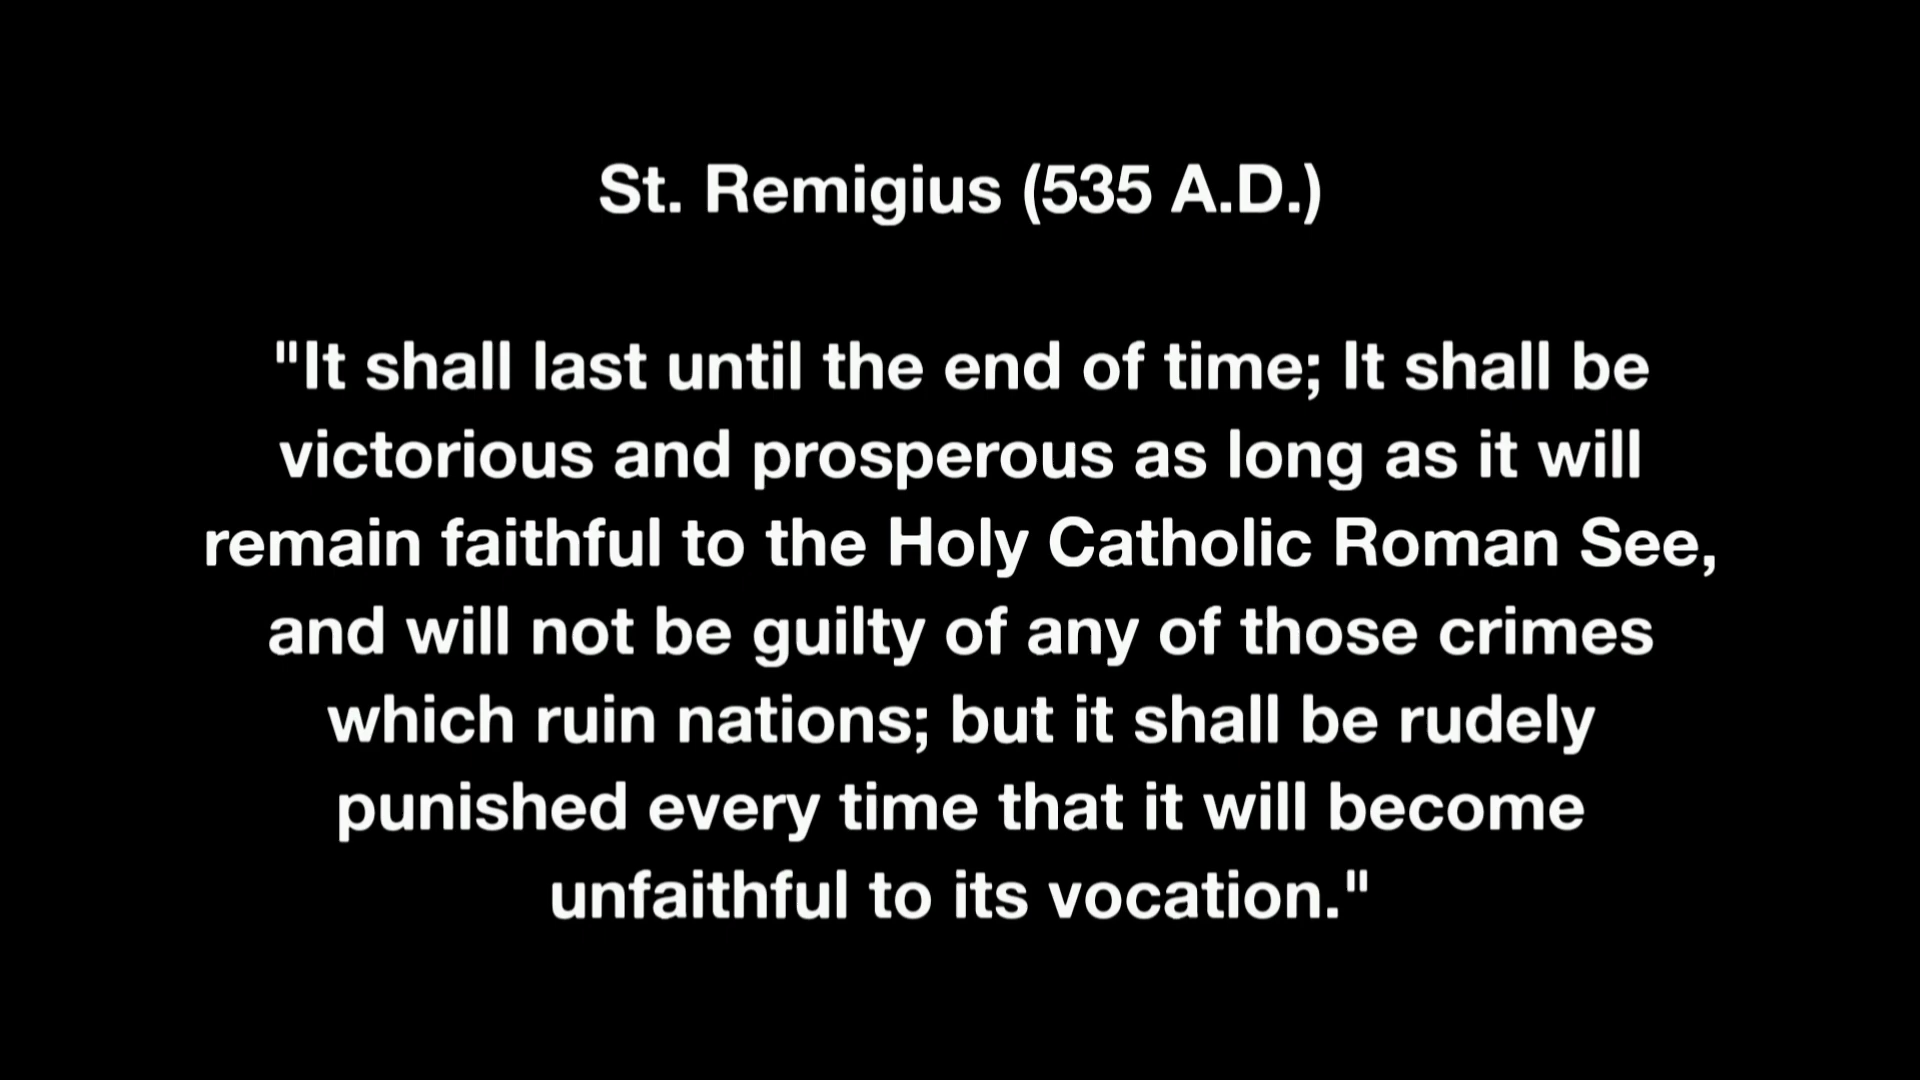 St. Remigius (535 A.D.)
"It shall last until the end of time; It shall be
victorious and prosperous as long as it will
remain faithful to the Holy Catholic Roman See,
and will not be guilty of any of those crimes
which ruin nations; but it shall be rudely
punished every time that it will become
unfaithful to its vocation."